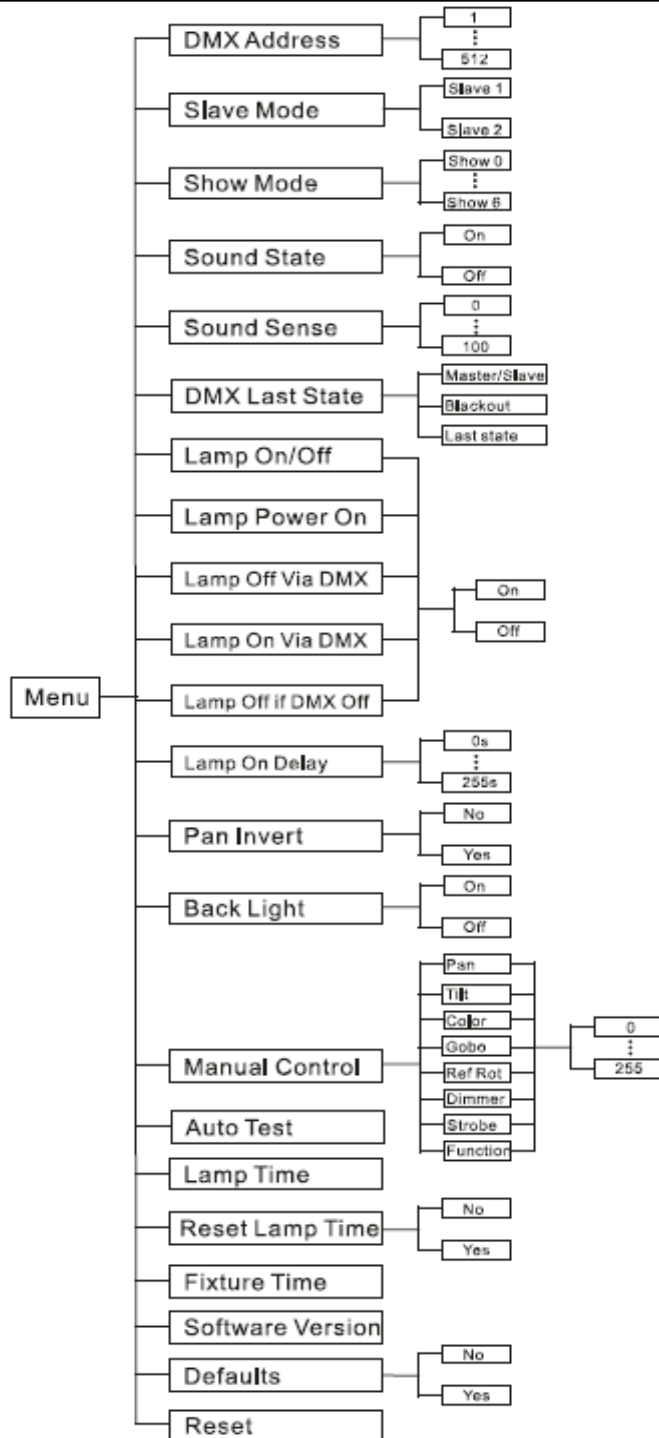 DMX Address
1
512
Slave Mode
Slave 1
Slave 2
Show Mode
Show 0
Show 6
Sound State
On
Off
Sound Sense
0
100
DMX Last State
Master/Slave
Blackout
Last state
Lamp On/Off
Lamp Power On
Lamp Off Via DMX
Lamp On Via DMX
Lamp Off if DMX Off
On
Off
Menu
Lamp On Delay
0s
255s
Pan Invert
No
Yes
Back Light
On
Off
Manual Control
Pan
Tilt
Color
Gobo
Ref Rot
Dimmer
Strobe
Function
0
255
Auto Test
Lamp Time
Reset Lamp Time
No
Yes
Fixture Time
Software Version
Defaults
No
Yes
Reset